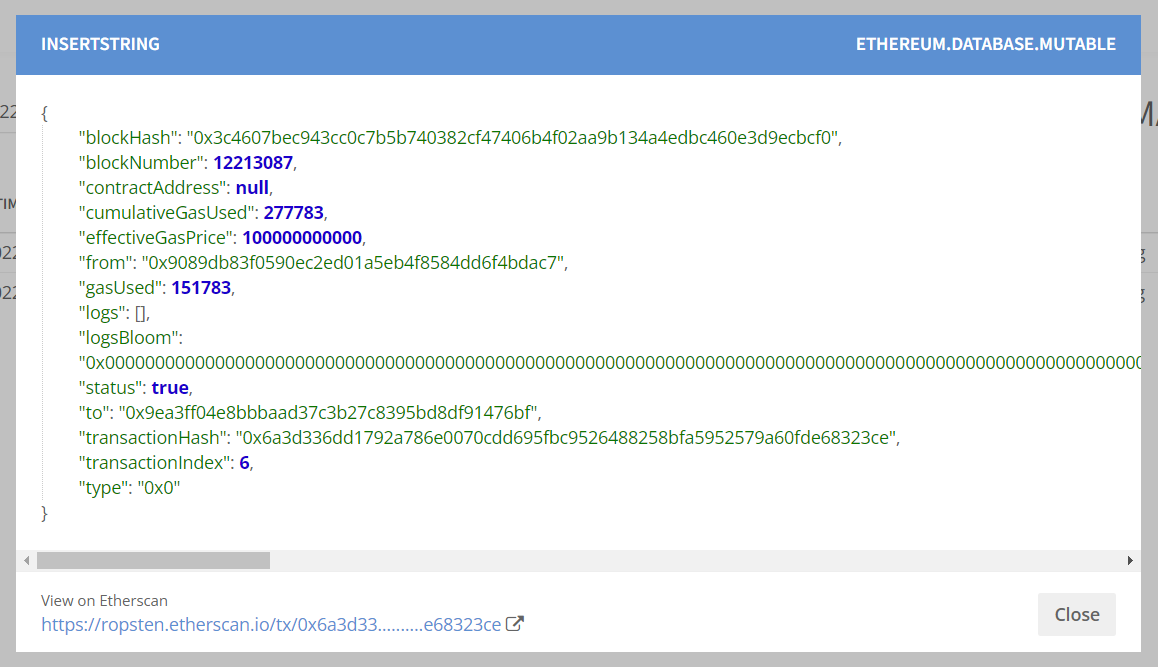 INSERTSTRING ETHEREUM.DATABASE.MUTABLE
{
"blockHash": "0x3c4607bec943cc0c7b5b740382cf47406b4f02aa9b134a4edbc460e3d9ecbcf0",
"blockNumber": 12213087,
"contractAddress": null,
"cumulativeGasUsed": 277783,
"effectiveGasPrice": 100000000000,
"from": "0x9089db83f0590ec2ed01a5eb4f8584dd6f4bdac7",
"gasUsed": 151783,
"logs": [],
"logsBloom":
"status": true,
"to": "0x9ea3ff04e8bbbaad37c3b27c8395bd8df91476bf",
"transactionHash": "0x6a3d336dd1792a786e0070cdd695fbc9526488258bfa5952579a60fde68323ce",
"transactionIndex": 6,
"type": "0x0"
}
View on Etherscan
https://ropsten.etherscan.io/tx/0x6a3d33..........e68323ce
Close